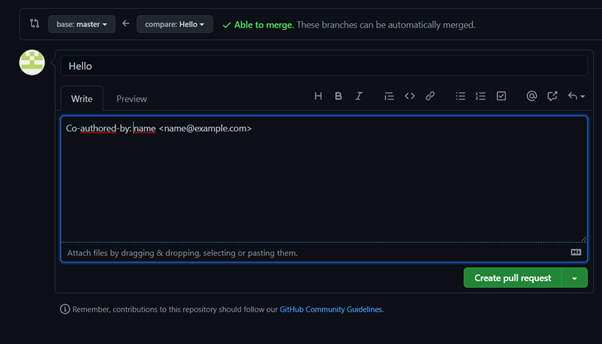 base: master compare: Hello Able to merge. These branches can be automatically merged.
Hello
Write Preview
Co-authored-by: name <name@example.com>
Attach files by dragging & dropping, selecting or pasting them.
Create pull request
Remember, contributions to this repository should follow our GitHub Community Guidelines.